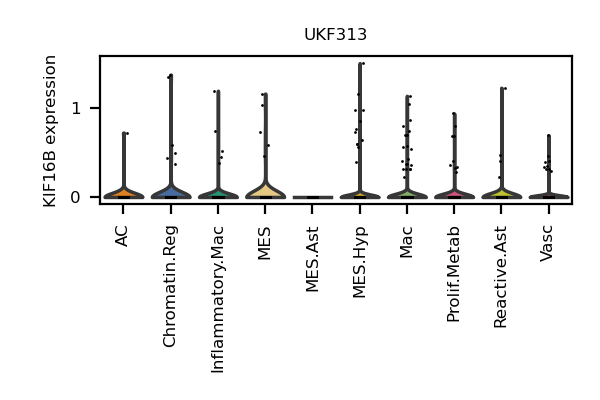 UKF313
KIF16B expression
1
0
AC
Chromatin.Reg
Inflammatory.Mac
MES
MES.Ast
MES.Hyp
Mac
Prolif.Metab
Reactive.Ast
Vasc